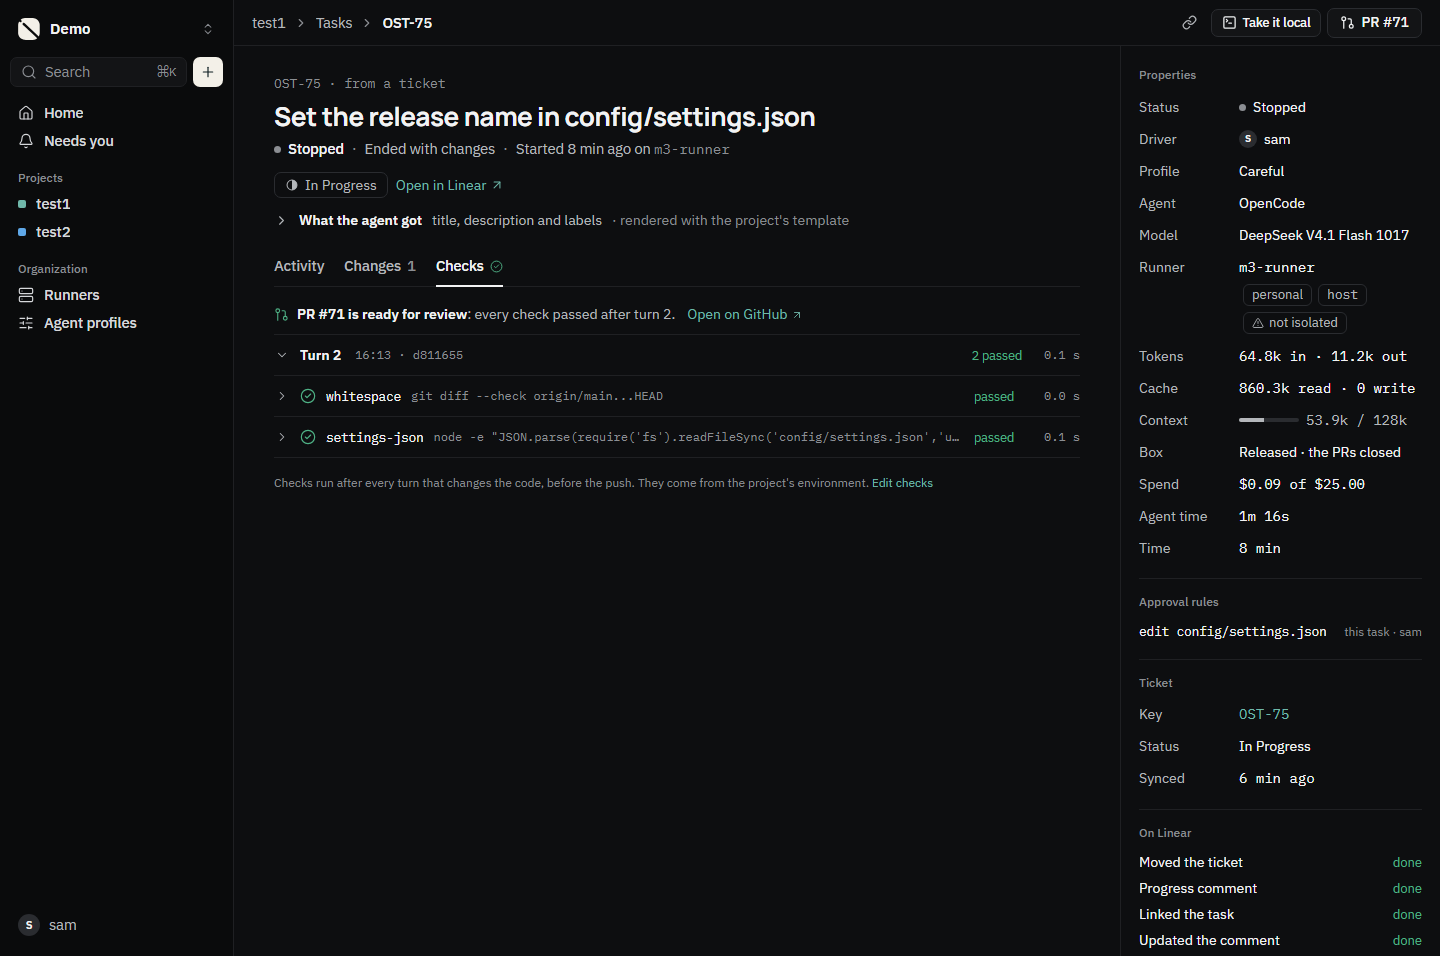 Demo
Search ⌘K
Home
Needs you
Projects
test1
test2
Organization
Runners
Agent profiles
S sam
test1 > Tasks > OST-75
Take it local
PR #71
OST-75 · from a ticket
Set the release name in config/settings.json
Stopped · Ended with changes · Started 8 min ago on m3-runner
In Progress Open in Linear ↗
What the agent got title, description and labels · rendered with the project's template
Activity Changes 1 Checks
PR #71 is ready for review: every check passed after turn 2. Open on GitHub ↗
Turn 2 16:13 · d811655 2 passed 0.1 s
whitespace git diff --check origin/main...HEAD passed 0.0 s
settings-json node -e "JSON.parse(require('fs').readFileSync('config/settings.json','u… passed 0.1 s
Checks run after every turn that changes the code, before the push. They come from the project's environment. Edit checks
Properties
Status Stopped
Driver S sam
Profile Careful
Agent OpenCode
Model DeepSeek V4.1 Flash 1017
Runner m3-runner
personal host
not isolated
Tokens 64.8k in · 11.2k out
Cache 860.3k read · 0 write
Context 53.9k / 128k
Box Released · the PRs closed
Spend $0.09 of $25.00
Agent time 1m 16s
Time 8 min
Approval rules
edit config/settings.json this task · sam
Ticket
Key OST-75
Status In Progress
Synced 6 min ago
On Linear
Moved the ticket done
Progress comment done
Linked the task done
Updated the comment done